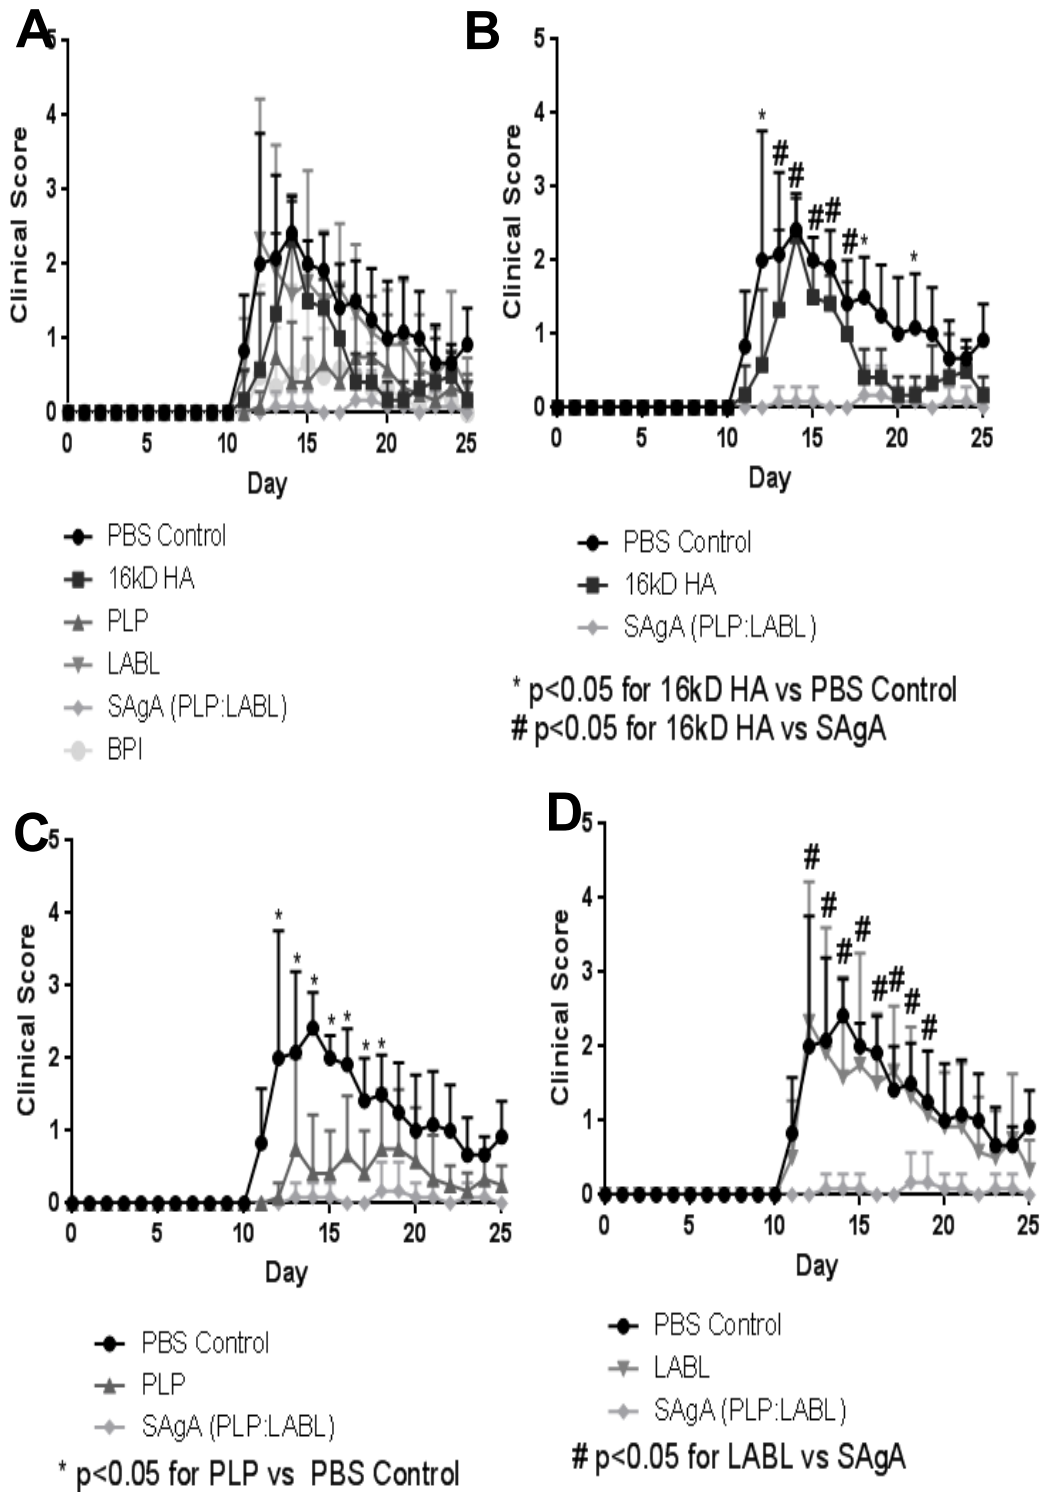 A
5
4
3
2
1
0
Clinical Score
0 5 10 15 20 25
Day
PBS Control
16kD HA
PLP
LABL
SAgA (PLP:LABL)
BPI
B
5
4
3
2
1
0
Clinical Score
*
#
#
#
#
#
*
*
0 5 10 15 20 25
Day
PBS Control
16kD HA
SAgA (PLP:LABL)
* p<0.05 for 16kD HA vs PBS Control
# p<0.05 for 16kD HA vs SAgA
C
5
4
3
2
1
0
Clinical Score
*
*
*
*
*
*
*
0 5 10 15 20 25
Day
PBS Control
PLP
SAgA (PLP:LABL)
* p<0.05 for PLP vs PBS Control
D
5
4
3
2
1
0
Clinical Score
#
#
#
#
#
#
#
#
0 5 10 15 20 25
Day
PBS Control
LABL
SAgA (PLP:LABL)
# p<0.05 for LABL vs SAgA